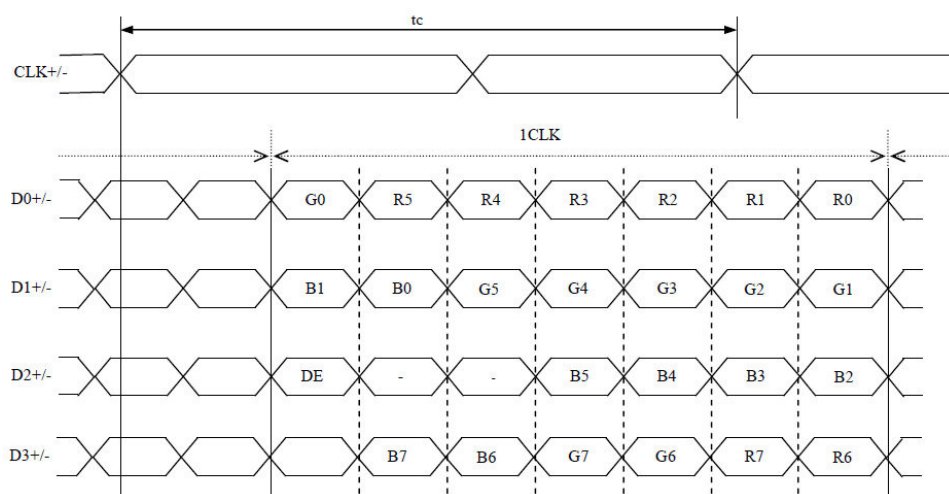 tc
CLK+/-
1CLK
D0+/- G0 R5 R4 R3 R2 R1 R0
D1+/- B1 B0 G5 G4 G3 G2 G1
D2+/- DE - - B5 B4 B3 B2
D3+/- B7 B6 G7 G6 R7 R6